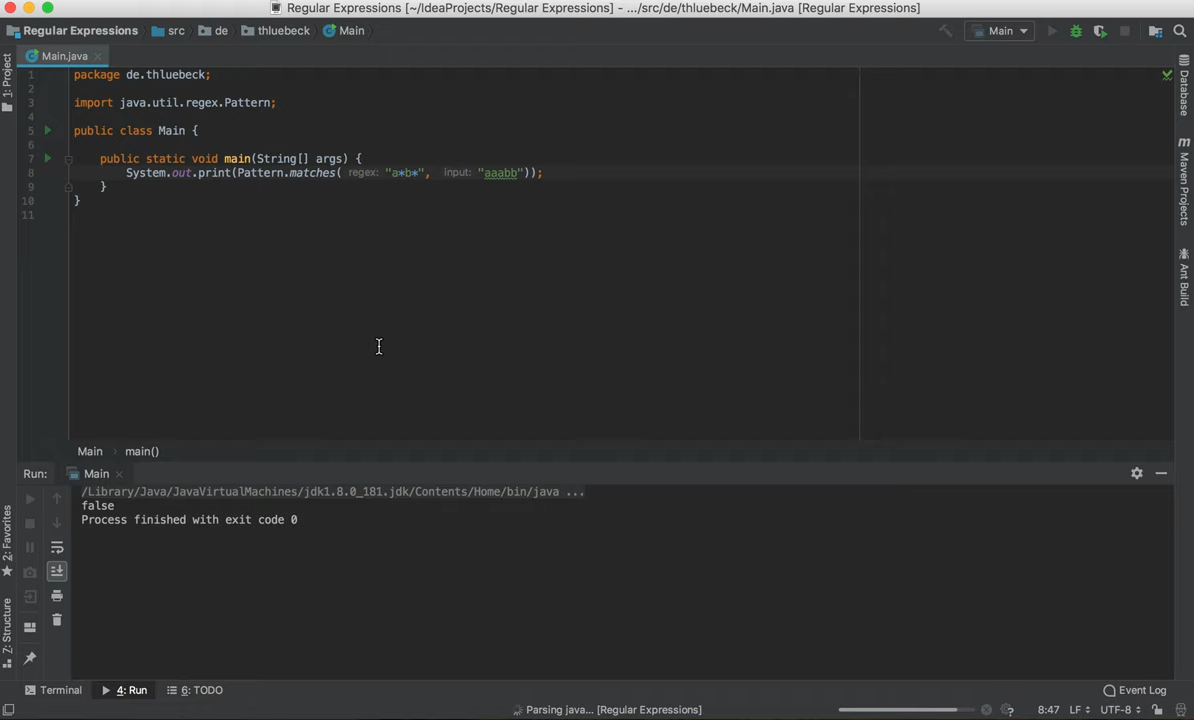 Regular Expressions [~/IdeaProjects/Regular Expressions] - .../src/de/thluebeck/Main.java [Regular Expressions]
Regular Expressions src de thluebeck Main Main
1: Project
Main.java
Database
Maven Projects
Ant Build
1 package de.thluebeck;
2
3 import java.util.regex.Pattern;
4
5 public class Main {
6
7 public static void main(String[] args) {
8 System.out.print(Pattern.matches( regex: "a*b*", input: "aaabb"));
9 }
10 }
11
Main main()
Run: Main
/Library/Java/JavaVirtualMachines/jdk1.8.0_181.jdk/Contents/Home/bin/java ...
false
Process finished with exit code 0
2: Favorites
Z: Structure
Terminal 4: Run 6: TODO Event Log
Parsing java... [Regular Expressions] 8:47 LF UTF-8